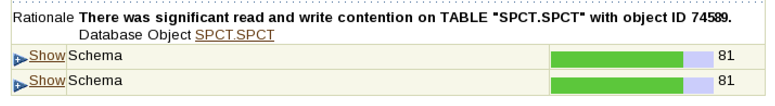 Rationale There was significant read and write contention on TABLE "SPCT.SPCT" with object ID 74589.
Database Object SPCT.SPCT
Show Schema 81
Show Schema 81